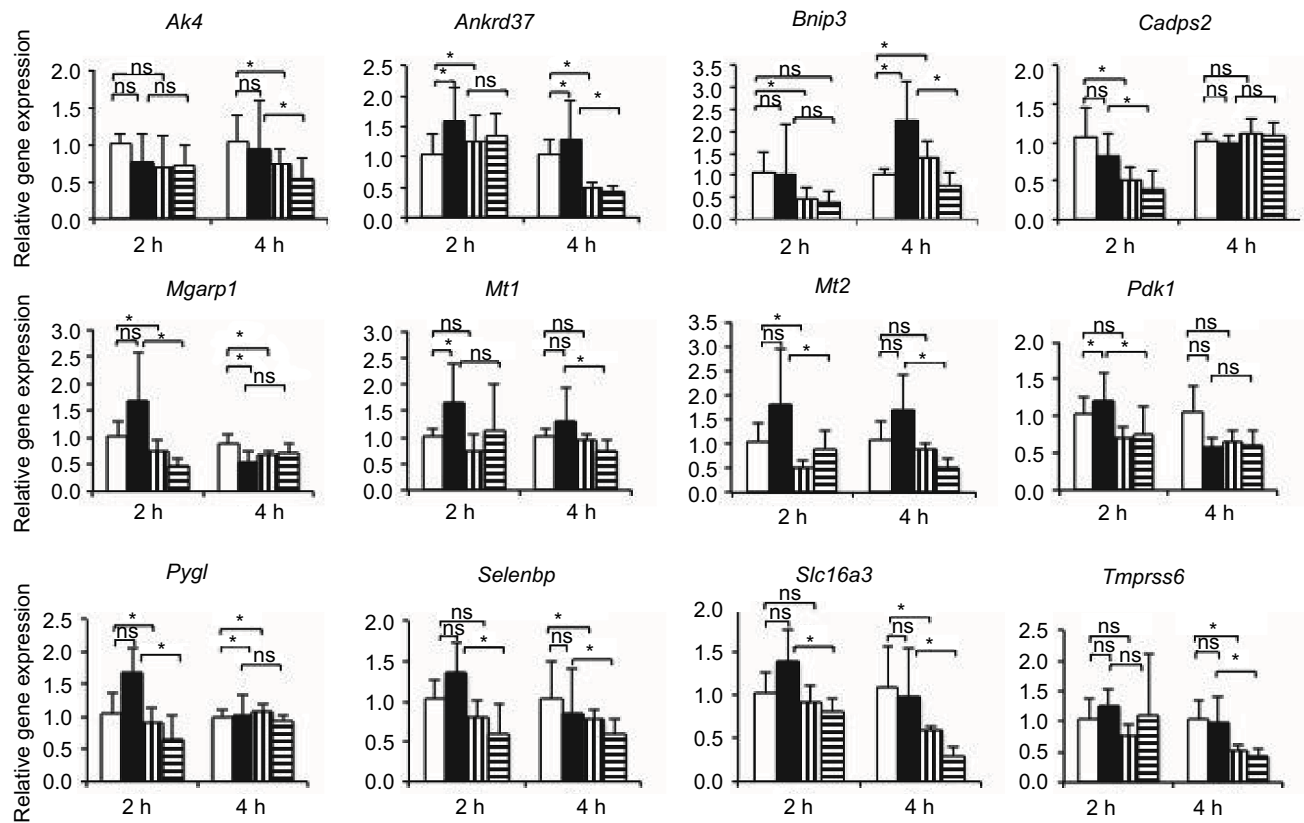 Ak4
Ankrd37
Bnip3
Cadps2
Relative gene expression
2.0
1.5
1.0
0.5
0.0
ns
ns ns
*
ns
*
2 h
4 h
2.5
2.0
1.5
1.0
0.5
0.0
*
* ns
*
*
*
2 h
4 h
3.5
3.0
2.5
2.0
1.5
1.0
0.5
0.0
ns
*
ns
ns
*
*
*
2 h
4 h
2.0
1.5
1.0
0.5
0.0
*
ns
*
ns
ns ns
2 h
4 h
Mgarp1
Mt1
Mt2
Pdk1
Relative gene expression
3.0
2.5
2.0
1.5
1.0
0.5
0.0
*
ns *
*
*
ns
2 h
4 h
3.0
2.5
2.0
1.5
1.0
0.5
0.0
ns
* ns
ns
ns
*
2 h
4 h
3.5
3.0
2.5
2.0
1.5
1.0
0.5
0.0
*
ns
*
ns
ns
*
2 h
4 h
2.0
1.5
1.0
0.5
0.0
ns
* *
ns
ns
ns
2 h
4 h
Pygl
Selenbp
Slc16a3
Tmprss6
Relative gene expression
2.5
2.0
1.5
1.0
0.5
0.0
*
ns
*
*
*
ns
2 h
4 h
2.0
1.5
1.0
0.5
0.0
ns
ns
*
*
ns
*
2 h
4 h
2.0
1.5
1.0
0.5
0.0
ns
ns
*
*
ns
*
2 h
4 h
2.5
2.0
1.5
1.0
0.5
0.0
ns
ns ns
*
ns
*
2 h
4 h